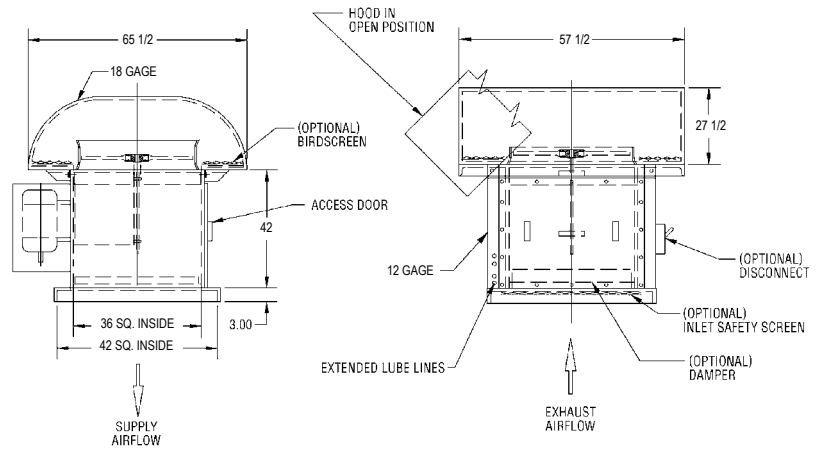 65 1/2
18 GAGE
(OPTIONAL)
BIRDSCREEN
ACCESS DOOR
42
36 SQ. INSIDE
3.00
42 SQ. INSIDE
SUPPLY
AIRFLOW
HOOD IN
OPEN POSITION
57 1/2
27 1/2
12 GAGE
(OPTIONAL)
DISCONNECT
(OPTIONAL)
INLET SAFETY SCREEN
EXTENDED LUBE LINES
(OPTIONAL)
DAMPER
EXHAUST
AIRFLOW